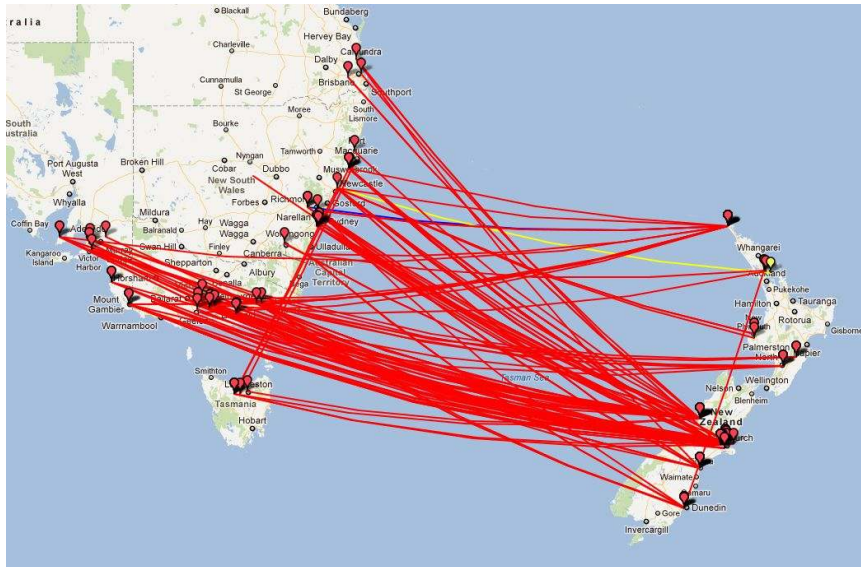 Bundaberg
Blackall
ralia
Hervey Bay
Charleville
Dalby
Cunnamulla
Brisbane
St George
Southport
South
Lismore
Moree
South
ustralia
Bourke
Port Augusta
West
Broken Hill
Cobar
Nyngan
Tamworth
Dubbo
Macquarie
Newcastle
New South
Wales
Whyalla
Forbes
Richmond
Gosford
Coffin Bay
Mildura
Hay
Wagga
Wagga
Narellan
Sydney
Balranald
Wollongong
Whangarei
Kangaroo
Island
Victor
Harbor
Swan Hill
Finley
Ulladulla
Canberra
Australian
Capital
Territory
Auckland
Shepparton
Albury
Pukekohe
Hamilton
Tauranga
Mount
Gambier
Rotorua
Warrnambool
Gisborne
Palmerston
North
Smithton
Tasman Sea
Nelson
Wellington
Blenheim
Tasmania
New
Zealand
Hobart
Waimate
Dunedin
Gore
Invercargill